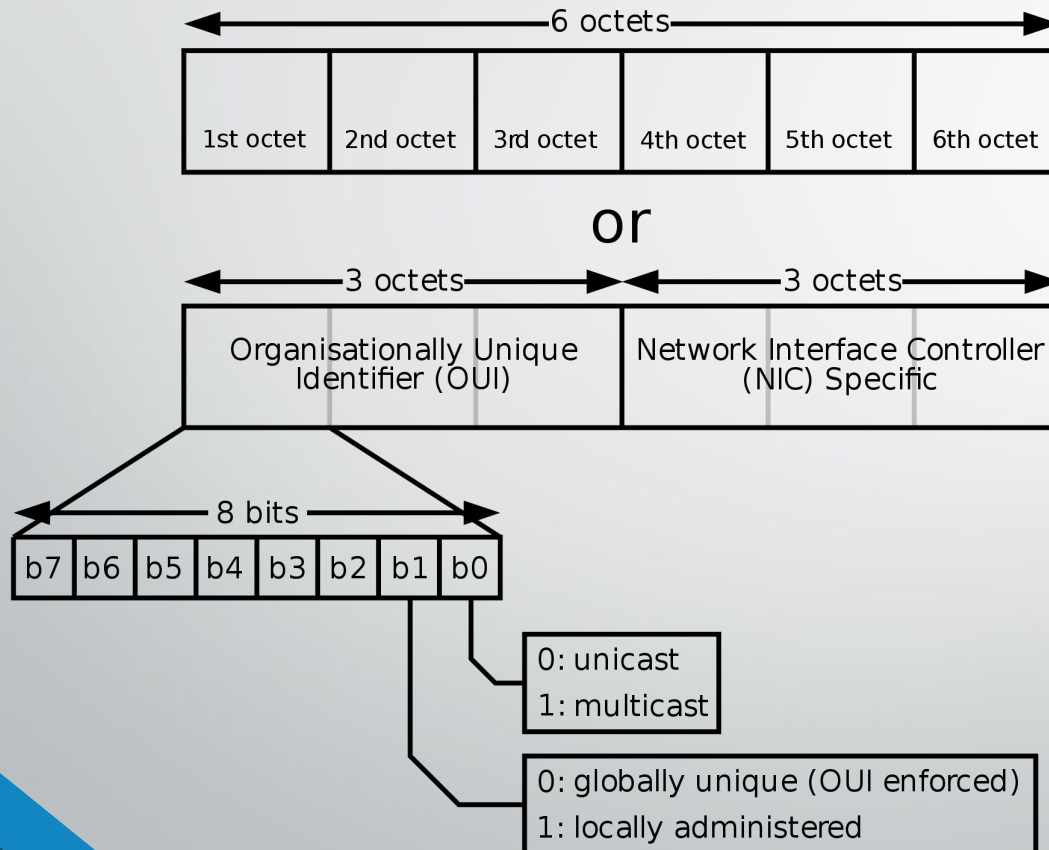 6 octets
1st octet 2nd octet 3rd octet 4th octet 5th octet 6th octet
or
3 octets 3 octets
Organisationally Unique
Identifier (OUI)
Network Interface Controller
(NIC) Specific
8 bits
b7 b6 b5 b4 b3 b2 b1 b0
0: unicast
1: multicast
0: globally unique (OUI enforced)
1: locally administered